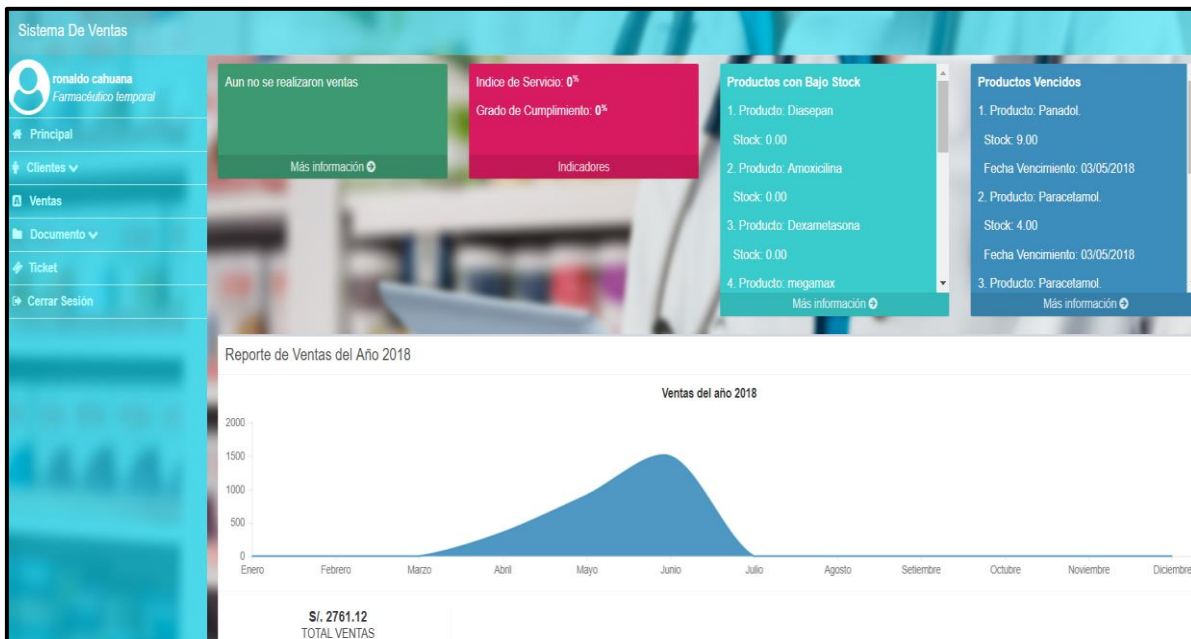 Sistema De Ventas
ronaldo cahuana
Farmacéutico temporal
Principal
Clientes
Ventas
Documento
Ticket
Cerrar Sesión
Aun no se realizaron ventas
Más información
Indice de Servicio: 0%
Grado de Cumplimiento: 0%
Indicadores
Productos con Bajo Stock
1. Producto: Diasepan
Stock: 0.00
2. Producto: Amoxicilina
Stock: 0.00
3. Producto: Dexametasona
Stock: 0.00
4. Producto: megamax
Más información
Productos Vencidos
1. Producto: Panadol.
Stock: 9.00
Fecha Vencimiento: 03/05/2018
2. Producto: Paracetamol.
Stock: 4.00
Fecha Vencimiento: 03/05/2018
3. Producto: Paracetamol.
Más información
Reporte de Ventas del Año 2018
Ventas del año 2018
2000
1500
1000
500
0
Enero Febrero Marzo Abril Mayo Junio Julio Agosto Setiembre Octubre Noviembre Diciembre
S/. 2761.12
TOTAL VENTAS